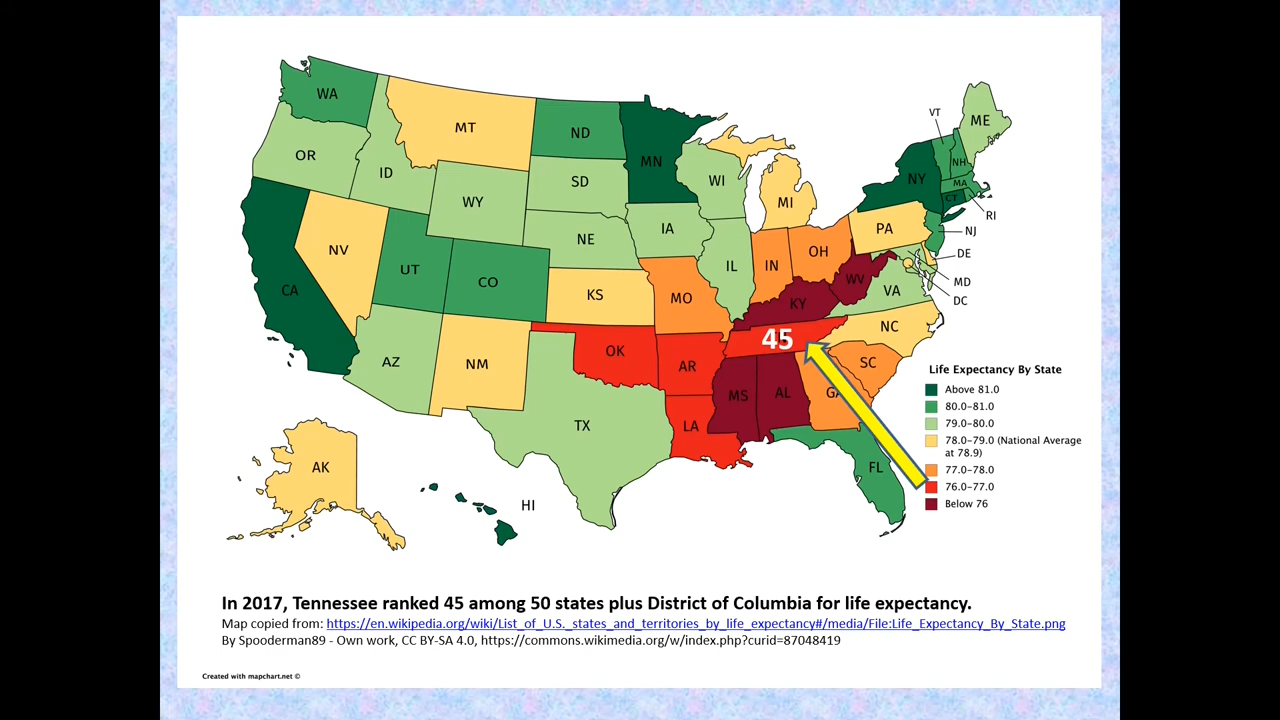 WA
MT
ND
MN
OR
ID
SD
WI
WY
MI
IA
NE
NV
UT
CO
CA
IL
IN
OH
PA
NY
VT
NH
ME
MA
CT
RI
NJ
DE
MD
DC
WV
VA
KY
KS
MO
NC
45
SC
AZ
NM
OK
AR
MS
AL
GA
TX
LA
FL
AK
HI
Life Expectancy By State
Above 81.0
80.0-81.0
79.0-80.0
78.0-79.0 (National Average
at 78.9)
77.0-78.0
76.0-77.0
Below 76
In 2017, Tennessee ranked 45 among 50 states plus District of Columbia for life expectancy.
Map copied from: https://en.wikipedia.org/wiki/List_of_U.S._states_and_territories_by_life_expectancy#/media/File:Life_Expectancy_By_State.png
By Spooderman89 - Own work, CC BY-SA 4.0, https://commons.wikimedia.org/w/index.php?curid=87048419
Created with mapchart.net ©